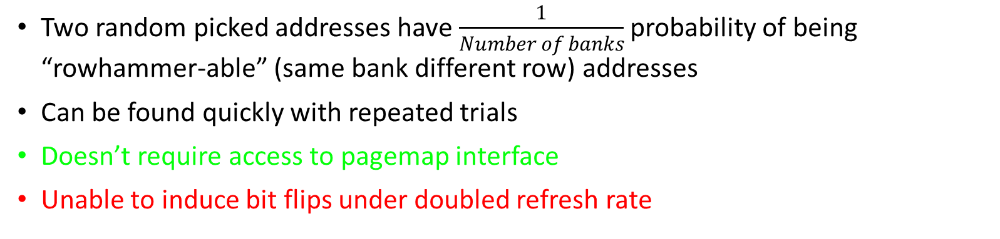 • Two random picked addresses have 1/Number of banks probability of being
“rowhammer-able” (same bank different row) addresses
• Can be found quickly with repeated trials
• Doesn’t require access to pagemap interface
• Unable to induce bit flips under doubled refresh rate